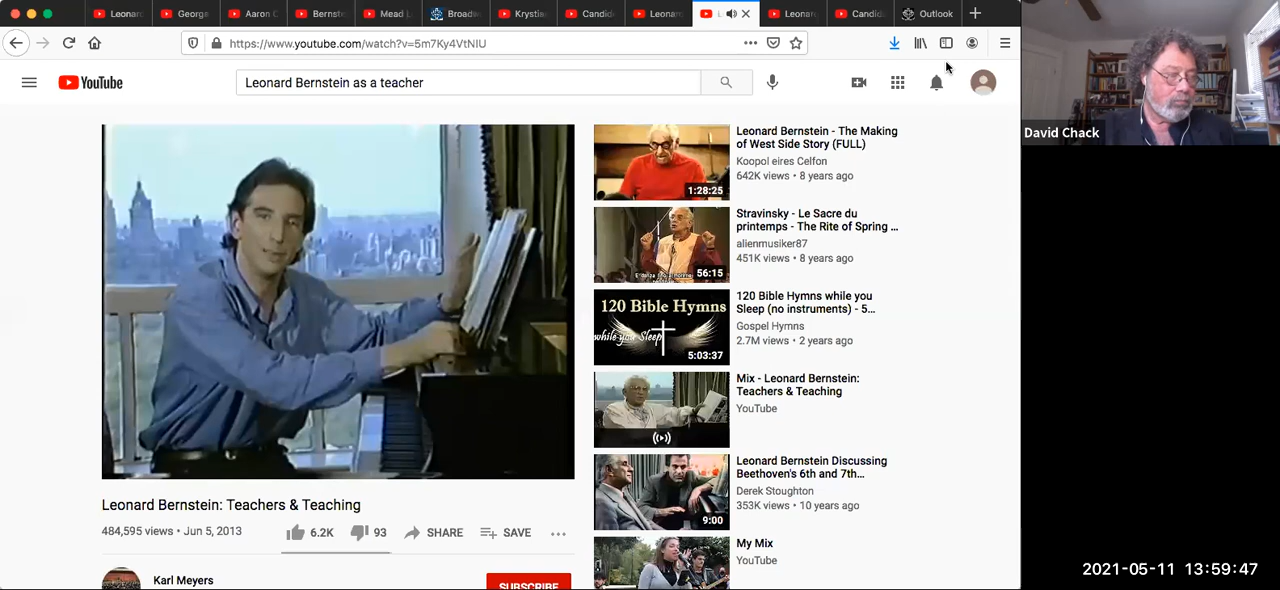 Leonard
George
Aaron C
Bernste
Mead L
Broadw
Krystia
Candid
Leonar
L
Leonar
Candid
Outlook
https://www.youtube.com/watch?v=5m7Ky4VtNIU
YouTube
Leonard Bernstein as a teacher
David Chack
Leonard Bernstein - The Making
of West Side Story (FULL)
Koopol eires Celfon
642K views • 8 years ago
1:28:25
Stravinsky - Le Sacre du
printemps - The Rite of Spring ...
alienmusiker87
451K views • 8 years ago
56:15
120 Bible Hymns
while you Sleep
5:03:37
120 Bible Hymns while you
Sleep (no instruments) - 5...
Gospel Hymns
2.7M views • 2 years ago
Mix - Leonard Bernstein:
Teachers & Teaching
YouTube
Leonard Bernstein Discussing
Beethoven's 6th and 7th...
Derek Stoughton
353K views • 10 years ago
9:00
My Mix
YouTube
Leonard Bernstein: Teachers & Teaching
484,595 views • Jun 5, 2013
6.2K
93
SHARE
SAVE
Karl Meyers
SUBSCRIBE
2021-05-11 13:59:47